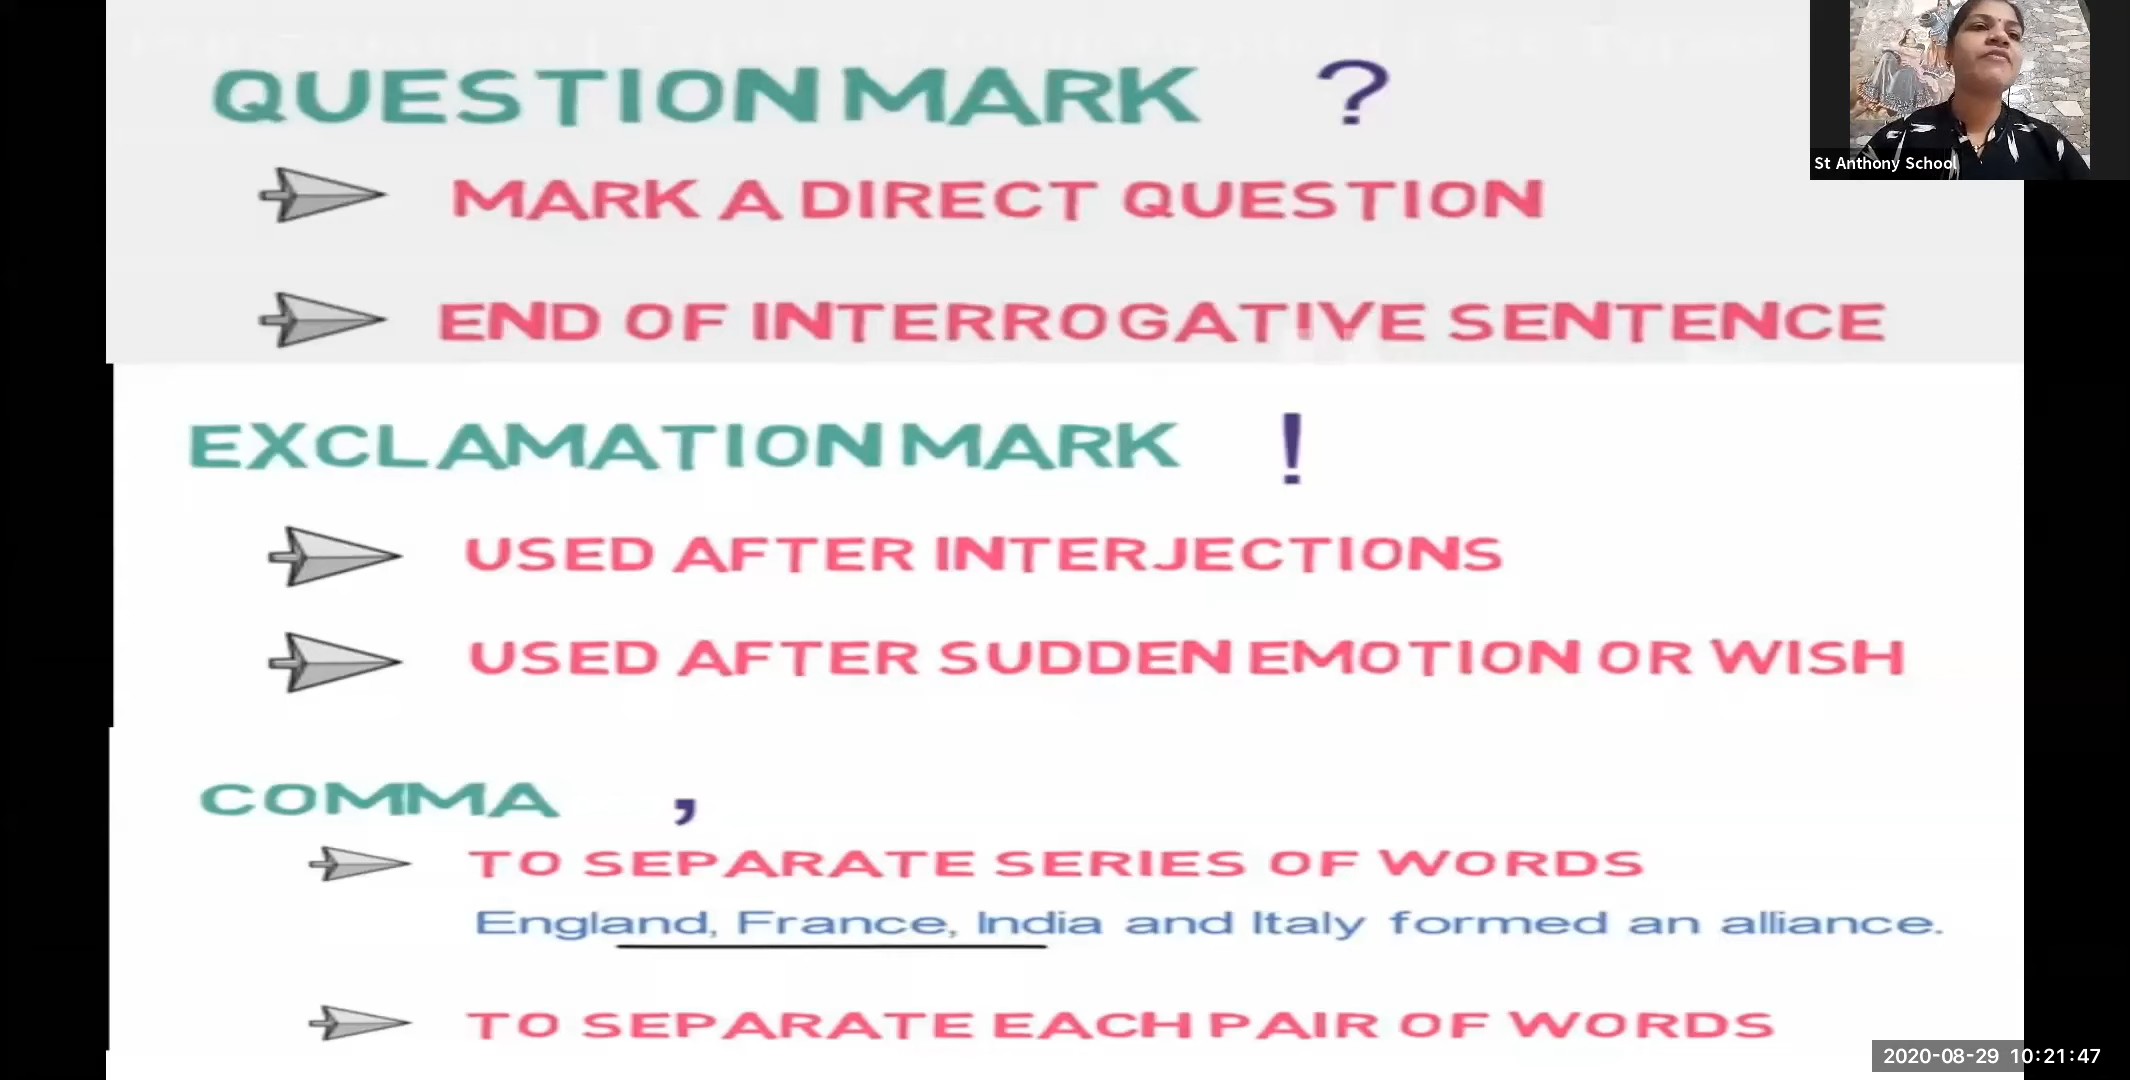 QUESTION MARK ?
St Anthony School
MARK A DIRECT QUESTION
END OF INTERROGATIVE SENTENCE
EXCLAMATION MARK !
USED AFTER INTERJECTIONS
USED AFTER SUDDEN EMOTION OR WISH
COMMA ,
TO SEPARATE SERIES OF WORDS
England, France, India and Italy formed an alliance.
TO SEPARATE EACH PAIR OF WORDS
2020-08-29 10:21:47